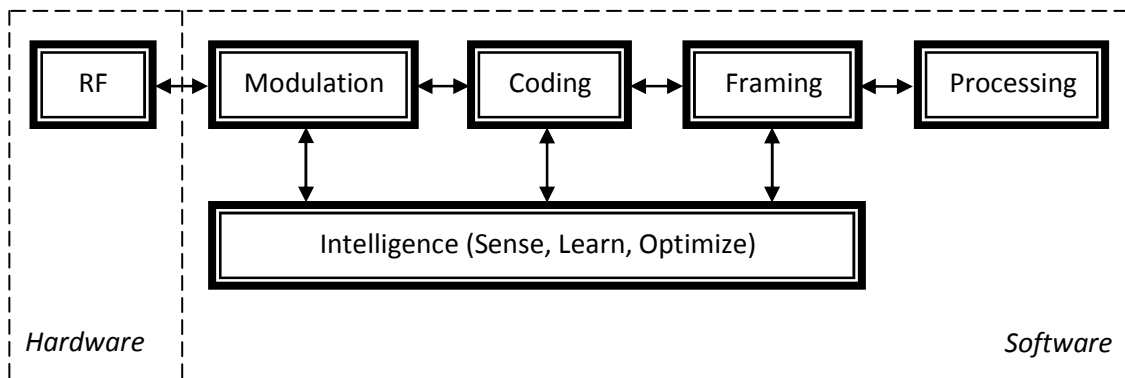 RF
Modulation
Coding
Framing
Processing
Intelligence (Sense, Learn, Optimize)
Hardware
Software